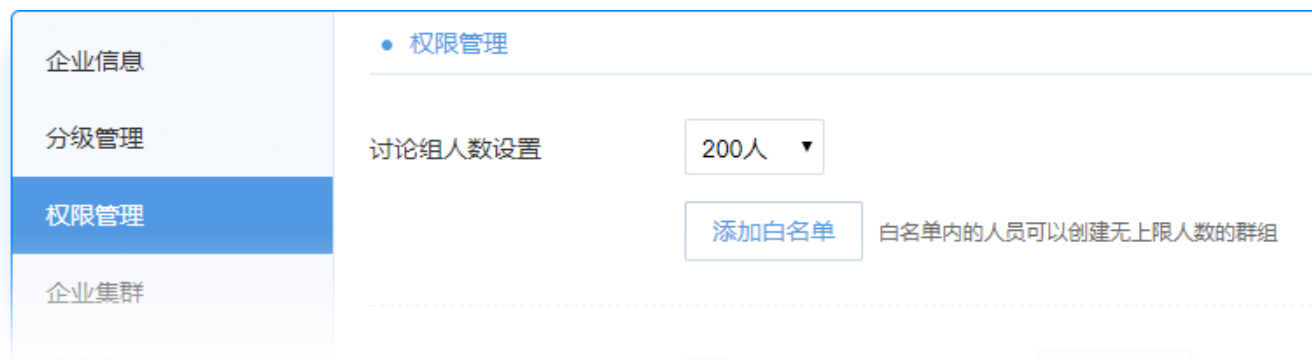 企业信息
分级管理
权限管理
企业集群
权限管理
讨论组人数设置
200人
添加白名单
白名单内的人员可以创建无上限人数的群组